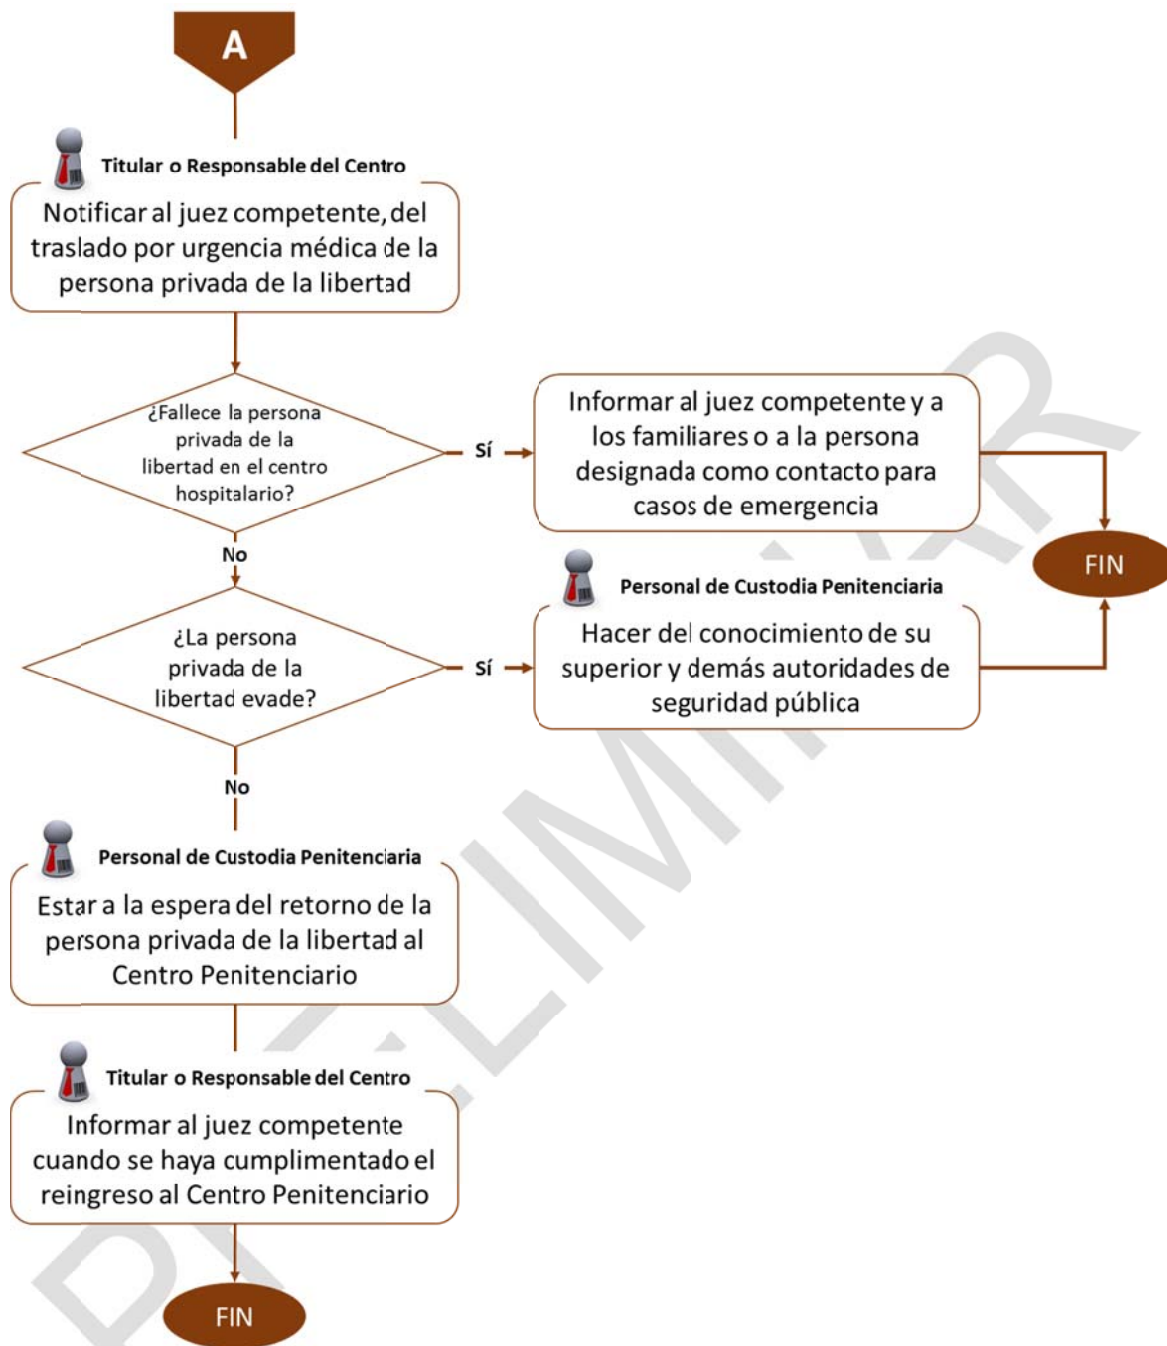 A
Titular o Responsable del Centro
Notificar al juez competente, del
traslado por urgencia médica de la
persona privada de la libertad
¿Fallece la persona
privada de la
libertad en el centro
hospitalario?
Sí
Informar al juez competente y a
los familiares o a la persona
designada como contacto para
casos de emergencia
FIN
No
¿La persona
privada de la
libertad evade?
Sí
Personal de Custodia Penitenciaria
Hacer del conocimiento de su
superior y demás autoridades de
seguridad pública
No
Personal de Custodia Penitenciaria
Estar a la espera del retorno de la
persona privada de la libertad al
Centro Penitenciario
Titular o Responsable del Centro
Informar al juez competente
cuando se haya cumplimentado el
reingreso al Centro Penitenciario
FIN
PRELIMINAR